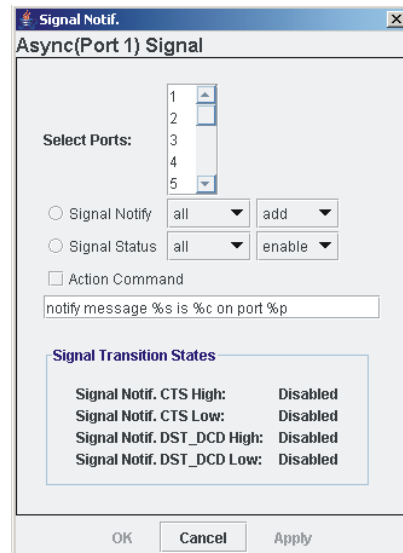 Signal Notif.
Async(Port 1) Signal
Select Ports:
1
2
3
4
5
Signal Notify all add
Signal Status all enable
Action Command
notify message %s is %c on port %p
Signal Transition States
Signal Notif. CTS High: Disabled
Signal Notif. CTS Low: Disabled
Signal Notif. DST_DCD High: Disabled
Signal Notif. DST_DCD Low: Disabled
OK Cancel Apply